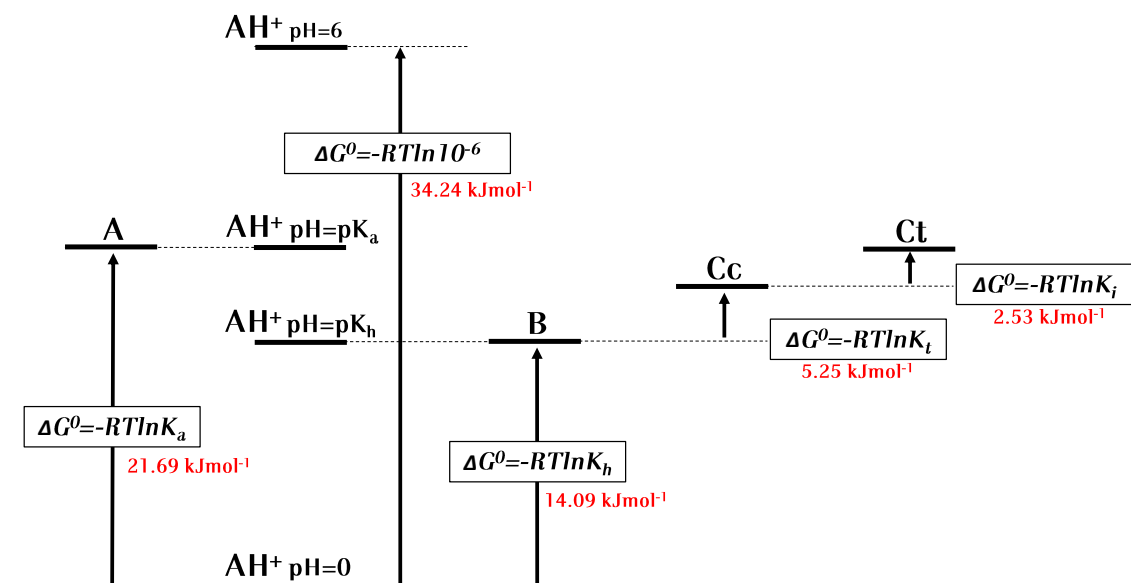 AH⁺ pH=6
ΔG⁰=-RTln10⁻⁶
34.24 kJmol⁻¹
A
AH⁺ pH=pKₐ
Ct
Cc
ΔG⁰=-RTlnKᵢ
2.53 kJmol⁻¹
AH⁺ pH=pKₕ
B
ΔG⁰=-RTlnKₜ
5.25 kJmol⁻¹
ΔG⁰=-RTlnKₐ
21.69 kJmol⁻¹
ΔG⁰=-RTlnKₕ
14.09 kJmol⁻¹
AH⁺ pH=0